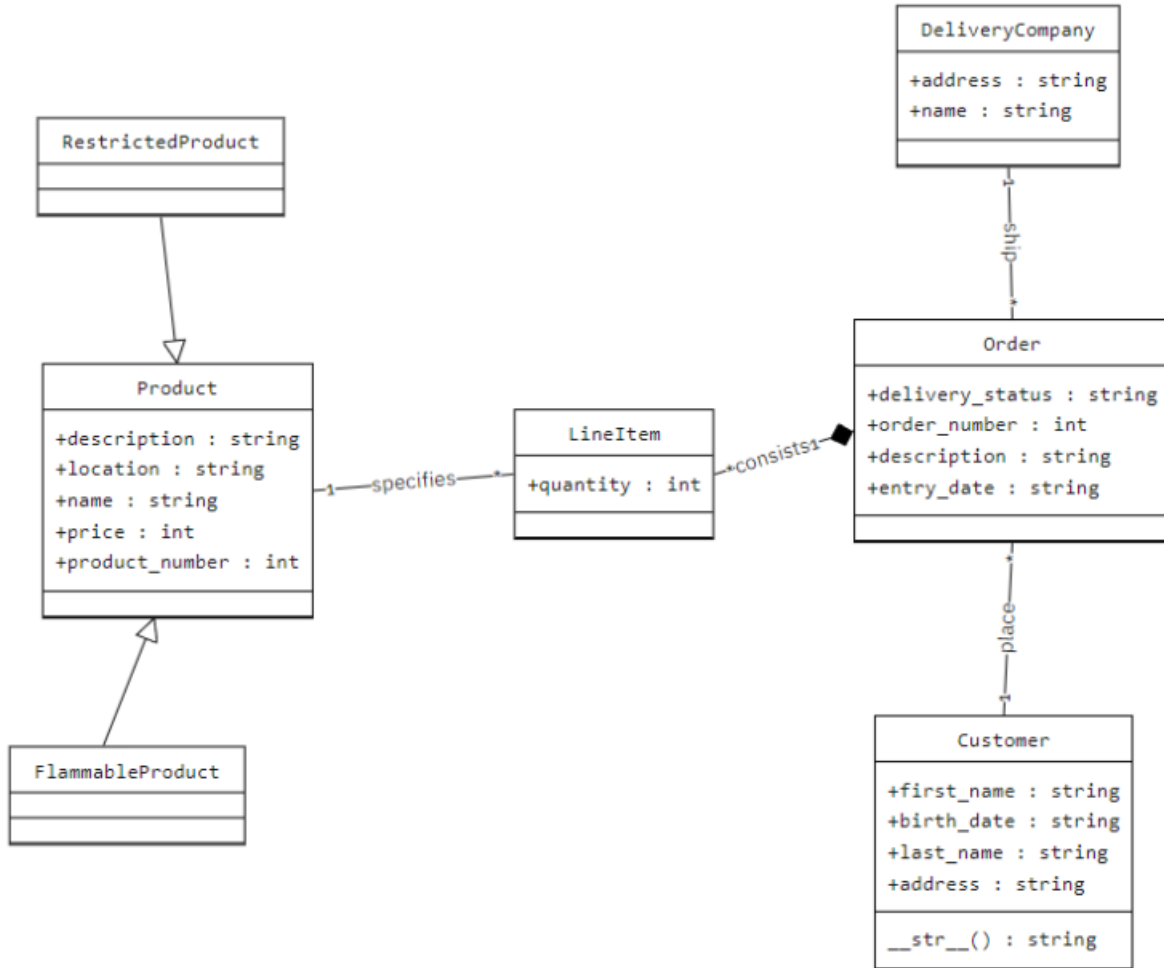 DeliveryCompany
+address : string
+name : string
RestrictedProduct
1
ship
*
Order
+delivery_status : string
+order_number : int
+description : string
+entry_date : string
Product
+description : string
+location : string
+name : string
+price : int
+product_number : int
1 specifies *
LineItem
+quantity : int
*consists1
*
place
1
FlammableProduct
Customer
+first_name : string
+birth_date : string
+last_name : string
+address : string
__str__() : string